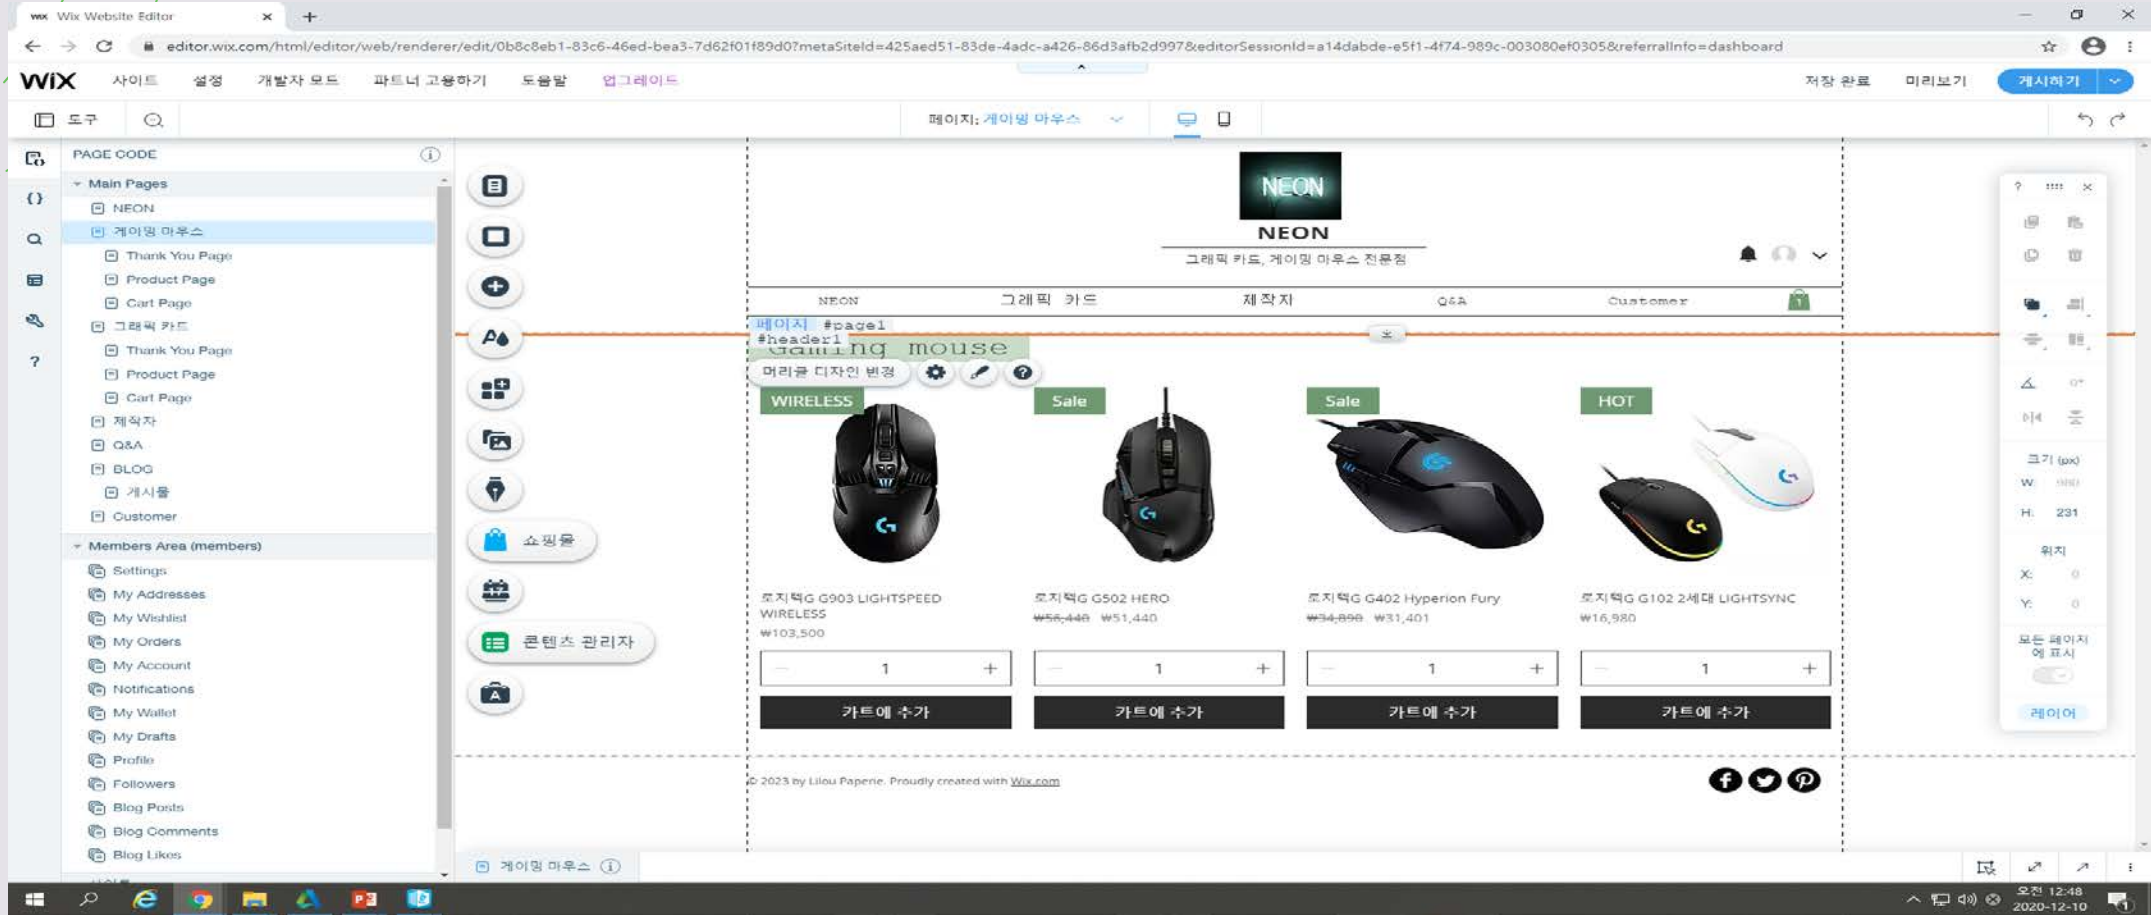 WiX Wix Website Editor
editor.wix.com/html/editor/web/renderer/edit/0b8c8eb1-83c6-46ed-bea3-7d62f01f89d0?metaSiteId=425aed51-83de-4adc-a426-86d3afb2d997&editorSessionId=a14dabde-e5f1-4f74-989c-003080ef0305&referralInfo=dashboard
WiX 사이트 설정 개발자 모드 파트너 고용하기 도움말 업그레이드 저장 완료 미리보기 게시하기
도구 페이지: 게이밍 마우스
PAGE CODE
Main Pages
NEON
게이밍 마우스
Thank You Page
Product Page
Cart Page
그래픽 카드
Thank You Page
Product Page
Cart Page
제작자
Q&A
BLOG
게시물
Customer
Members Area (members)
Settings
My Addresses
My Wishlist
My Orders
My Account
Notifications
My Wallet
My Drafts
Profile
Followers
Blog Posts
Blog Comments
Blog Likes
쇼핑몰
콘텐츠 관리자
NEON
NEON
그래픽 카드, 게이밍 마우스 전문점
NEON 그래픽 카드 제작자 Q&A Customer 1
페이지 #page1
#header1
Gaming mouse
머리글 디자인 변경
WIRELESS Sale Sale HOT
로지텍G G903 LIGHTSPEED WIRELESS
₩103,500
1
카트에 추가
로지텍G G502 HERO
₩56,440 ₩51,440
1
카트에 추가
로지텍G G402 Hyperion Fury
₩34,890 ₩31,401
1
카트에 추가
로지텍G G102 2세대 LIGHTSYNC
₩16,980
1
카트에 추가
© 2023 by Lilou Paperie. Proudly created with Wix.com
크기 (px)
W: 980
H: 231
위치
X: 0
Y: 0
모든 페이지
에 표시
레이어
게이밍 마우스
오전 12:48
2020-12-10